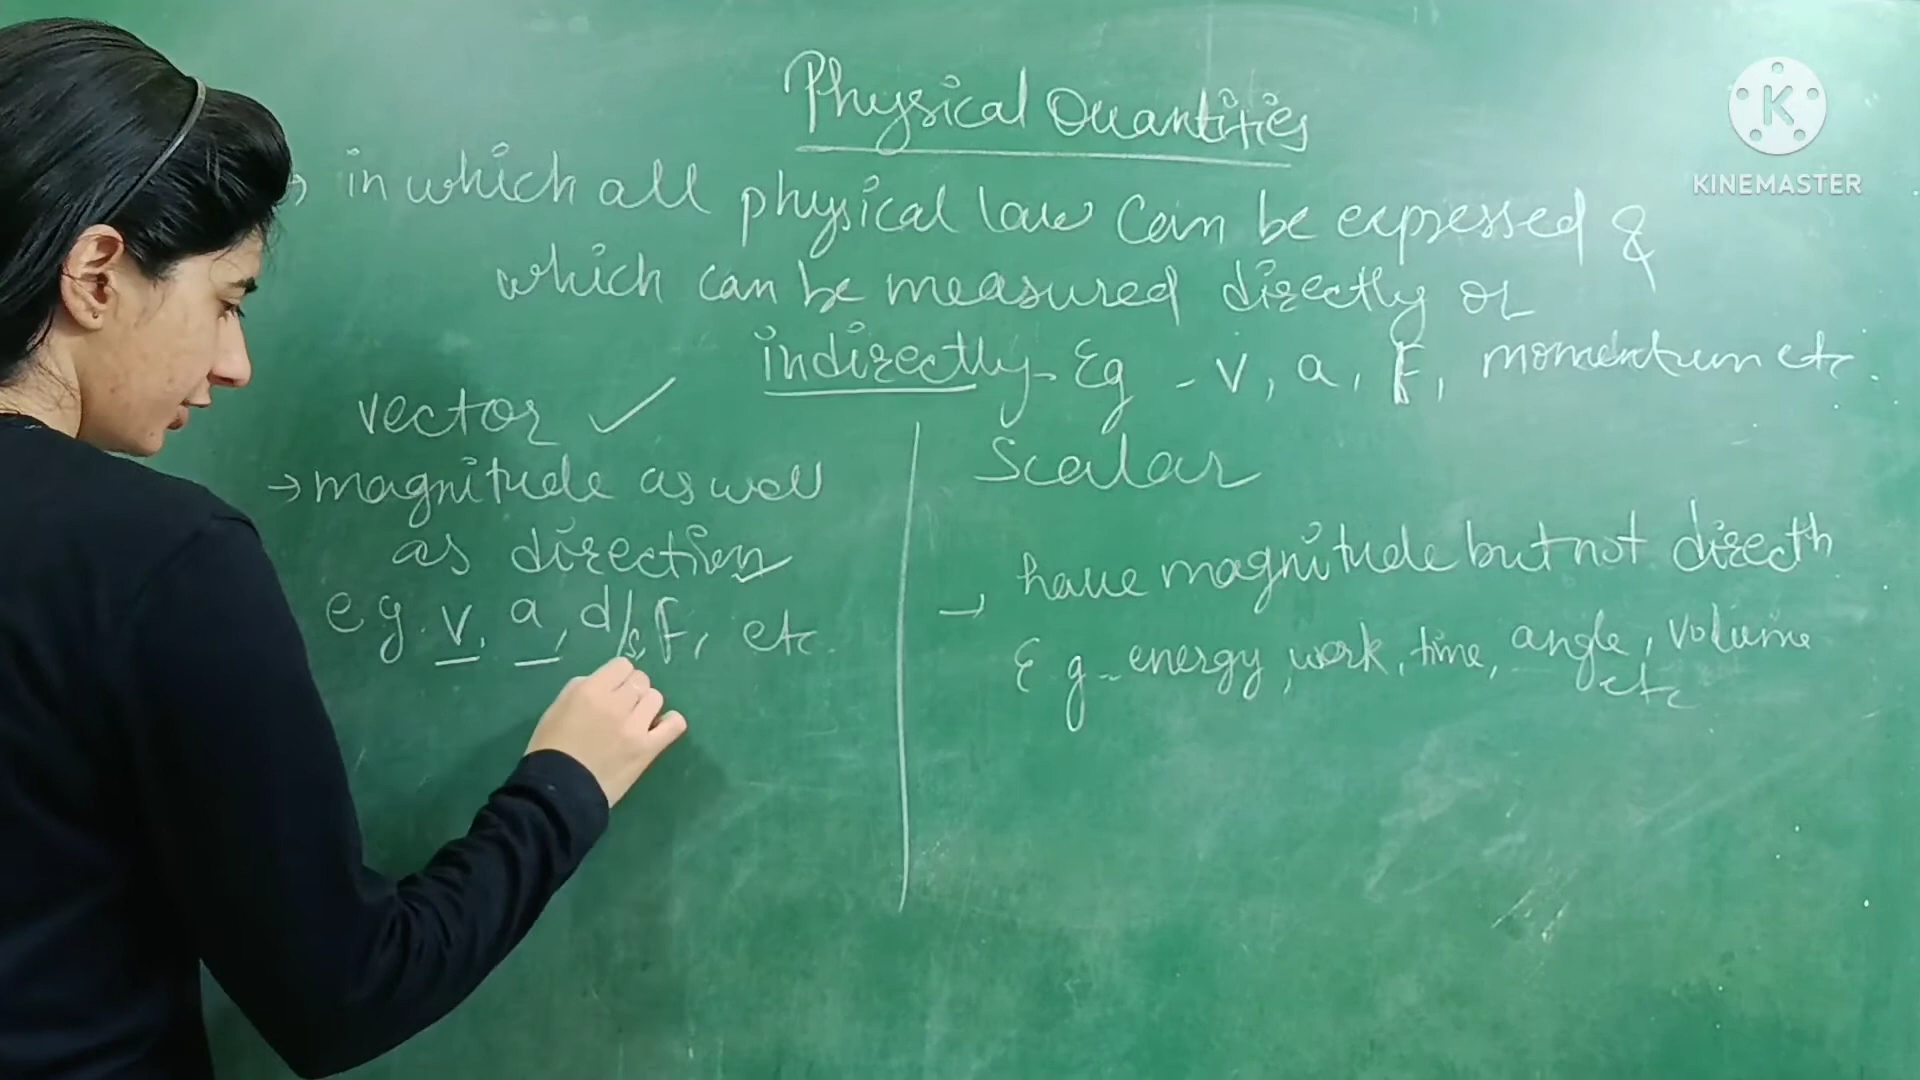 Physical Quantities
→ in which all physical law can be expressed &
which can be measured directly or
indirectly - Eg - v, a, F, momentum etc.
vector ✓
→ magnitude as well
as direction
e.g. v, a, d/s, F, etc.
Scalar
→ have magnitude but not directn
E.g - energy, work, time, angle, volume
etc
K
KINEMASTER